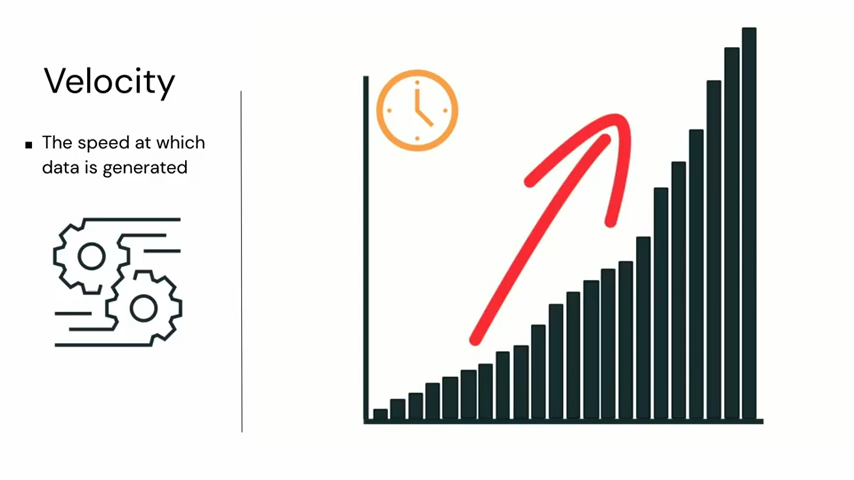 Velocity
The speed at which
data is generated